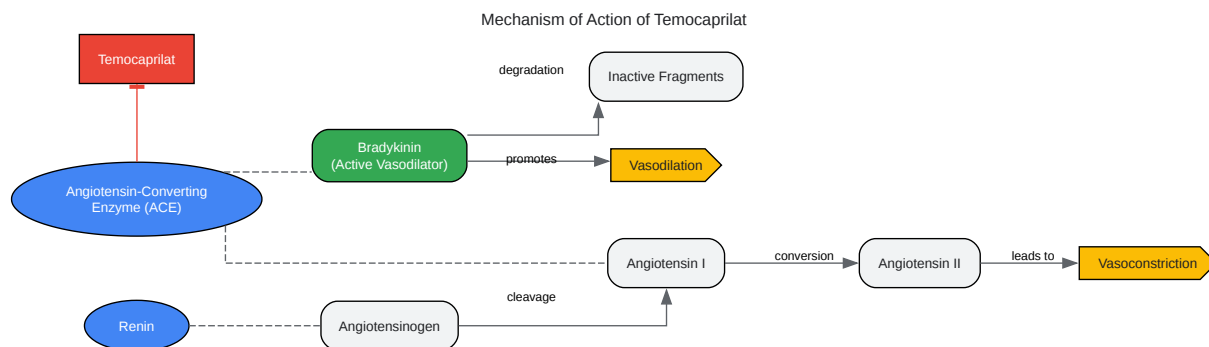 Mechanism of Action of Temocaprilat
Temocaprilat
degradation
Inactive Fragments
Bradykinin
(Active Vasodilator)
promotes
Vasodilation
Angiotensin-Converting
Enzyme (ACE)
Angiotensin I
conversion
Angiotensin II
leads to
Vasoconstriction
cleavage
Renin
Angiotensinogen